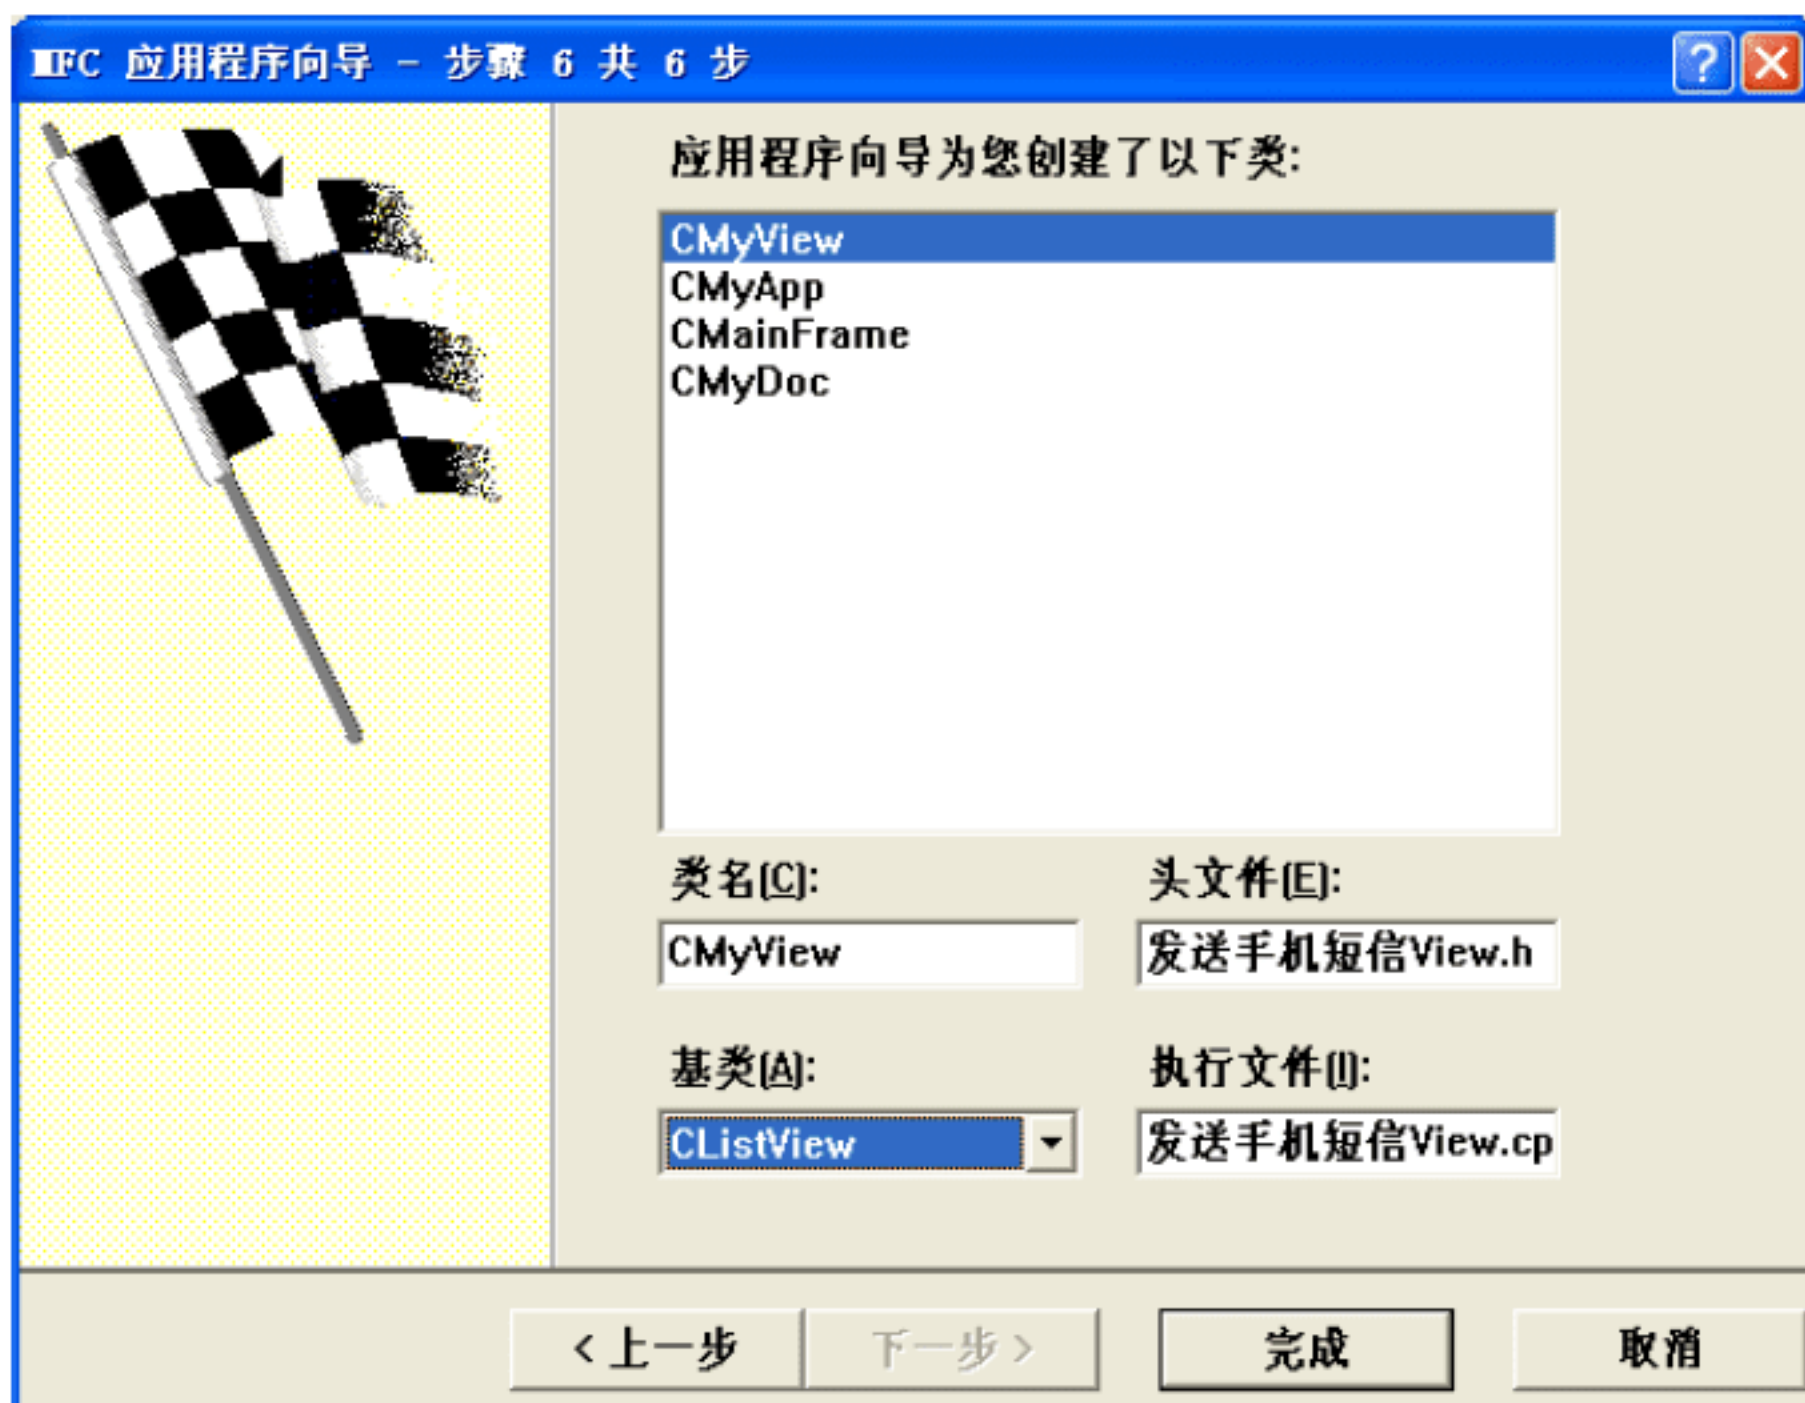 MFC 应用程序向导 - 步骤 6 共 6 步
应用程序向导为您创建了以下类:
CMyView
CMyApp
CMainFrame
CMyDoc
类名(C): 头文件(E):
CMyView 发送手机短信View.h
基类(A): 执行文件(I):
CListView 发送手机短信View.cp
< 上一步 下一步 > 完成 取消